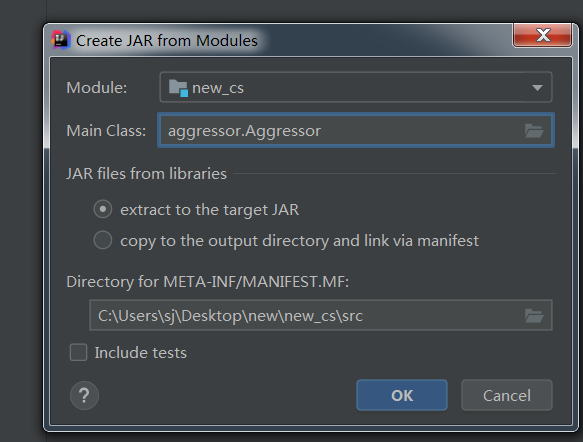 Create JAR from Modules
Module: new_cs
Main Class: aggressor.Aggressor
JAR files from libraries
extract to the target JAR
copy to the output directory and link via manifest
Directory for META-INF/MANIFEST.MF:
C:\Users\sj\Desktop\new\new_cs\src
Include tests
? OK Cancel